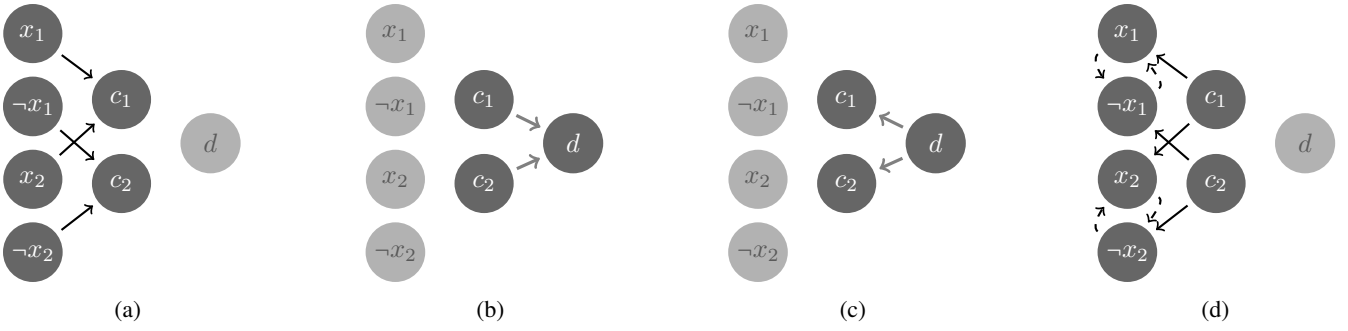 x₁
¬x₁
x₂
¬x₂
c₁
c₂
d
(a)
x₁
¬x₁
x₂
¬x₂
c₁
c₂
d
(b)
x₁
¬x₁
x₂
¬x₂
c₁
c₂
d
(c)
x₁
¬x₁
x₂
¬x₂
c₁
c₂
d
(d)